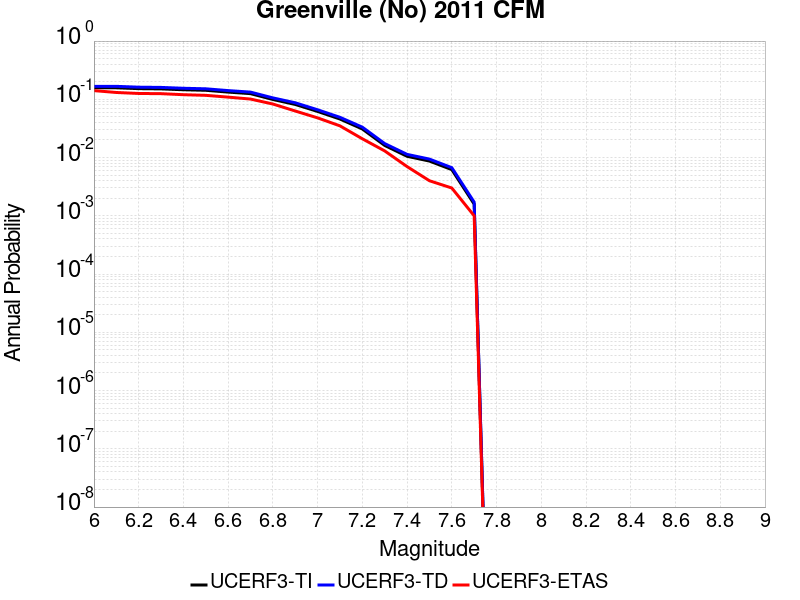 Greenville (No) 2011 CFM
10^0
10^-1
10^-2
10^-3
10^-4
10^-5
10^-6
10^-7
10^-8
Annual Probability
6 6.2 6.4 6.6 6.8 7 7.2 7.4 7.6 7.8 8 8.2 8.4 8.6 8.8 9
Magnitude
UCERF3-TI UCERF3-TD UCERF3-ETAS